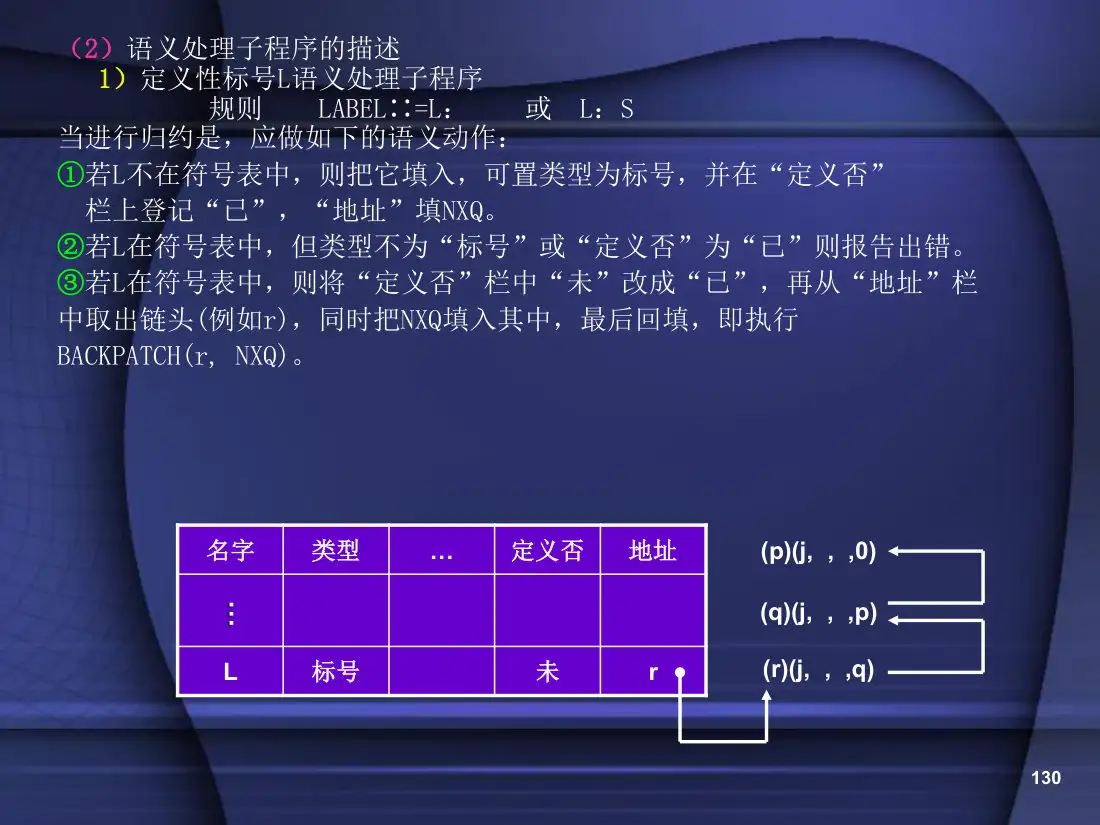 （2）语义处理子程序的描述
1）定义性标号L语义处理子程序
规则 LABEL∷=L： 或 L：S
当进行归约是，应做如下的语义动作：
①若L不在符号表中，则把它填入，可置类型为标号，并在“定义否”
栏上登记“已”，“地址”填NXQ。
②若L在符号表中，但类型不为“标号”或“定义否”为“已”则报告出错。
③若L在符号表中，则将“定义否”栏中“未”改成“已”，再从“地址”栏
中取出链头(例如r)，同时把NXQ填入其中，最后回填，即执行
BACKPATCH(r, NXQ)。
名字 类型 … 定义否 地址
⋮
L 标号 未 r
(p)(j, , ,0)
(q)(j, , ,p)
(r)(j, , ,q)
130